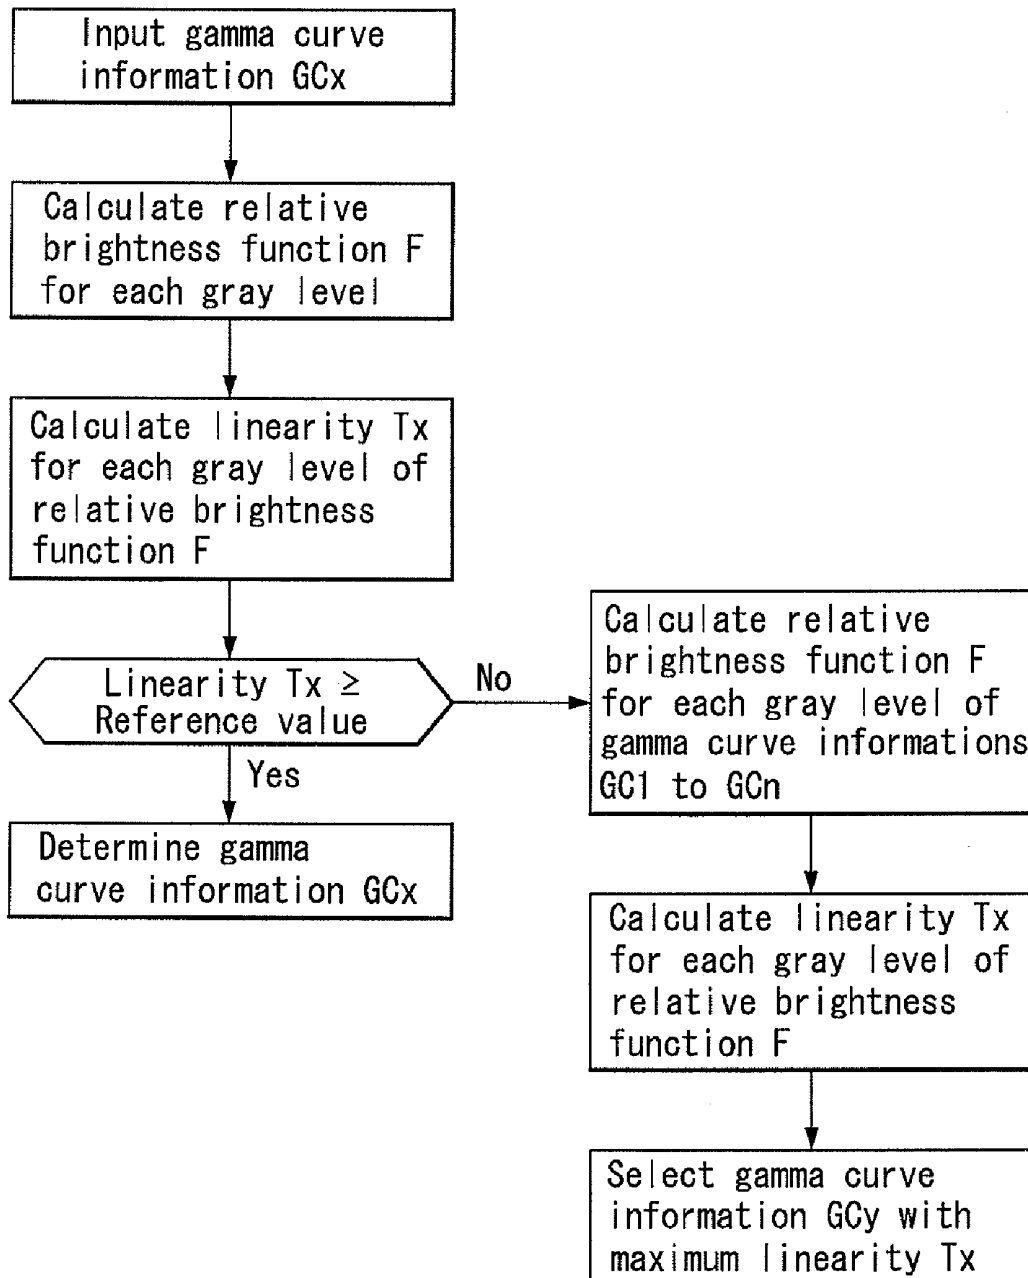 Input gamma curve
information GCx
Calculate relative
brightness function F
for each gray level
Calculate linearity Tx
for each gray level of
relative brightness
function F
Linearity Tx ≥
Reference value
No
Yes
Determine gamma
curve information GCx
Calculate relative
brightness function F
for each gray level of
gamma curve informations
GC1 to GCn
Calculate linearity Tx
for each gray level of
relative brightness
function F
Select gamma curve
information GCy with
maximum linearity Tx